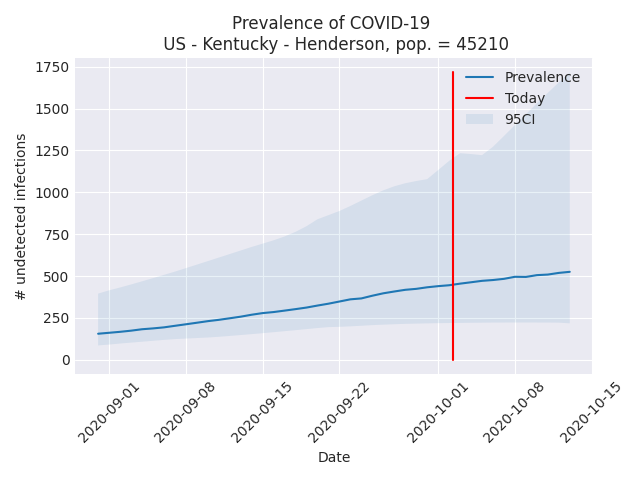 Prevalence of COVID-19
US - Kentucky - Henderson, pop. = 45210
1750
1500
1250
1000
750
500
250
0
# undetected infections
Prevalence
Today
95CI
2020-09-01
2020-09-08
2020-09-15
2020-09-22
2020-10-01
2020-10-08
2020-10-15
Date